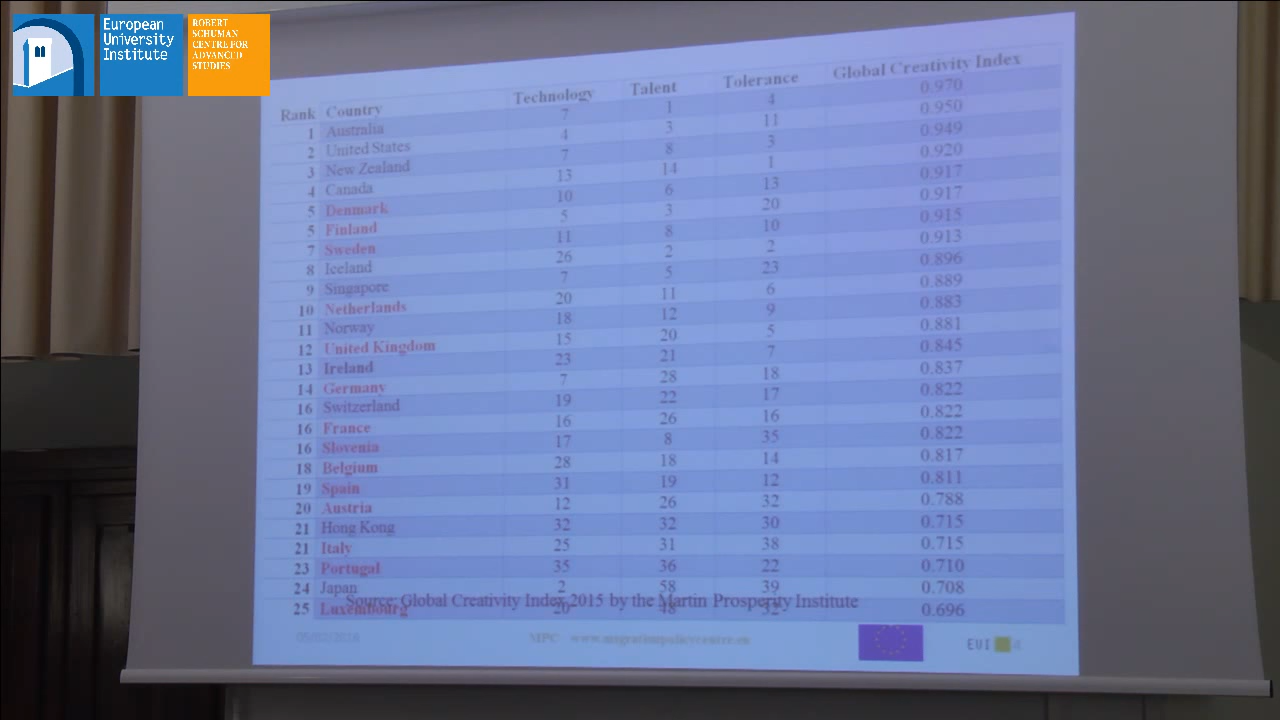 European
University
Institute
ROBERT
SCHUMAN
CENTRE FOR
ADVANCED
STUDIES
Rank Country Technology Talent Tolerance Global Creativity Index
1 Australia 7 1 4 0.970
2 United States 4 3 11 0.950
3 New Zealand 7 8 3 0.949
4 Canada 13 14 1 0.920
5 Denmark 10 6 13 0.917
5 Finland 5 3 20 0.917
7 Sweden 11 8 10 0.915
8 Iceland 26 2 2 0.913
9 Singapore 7 5 23 0.896
10 Netherlands 20 11 6 0.889
11 Norway 18 12 9 0.883
12 United Kingdom 15 20 5 0.881
13 Ireland 23 21 7 0.845
14 Germany 7 28 18 0.837
16 Switzerland 19 22 17 0.822
16 France 16 26 16 0.822
16 Slovenia 17 8 35 0.822
18 Belgium 28 18 14 0.817
19 Spain 31 19 12 0.811
20 Austria 12 26 32 0.788
21 Hong Kong 32 32 30 0.715
21 Italy 25 31 38 0.715
23 Portugal 35 36 22 0.710
24 Japan 2 58 39 0.708
25 Luxembourg 20 48 32 0.696
Source: Global Creativity Index 2015 by the Martin Prosperity Institute
MPC www.migrationpolicycentre.eu
EUI 4